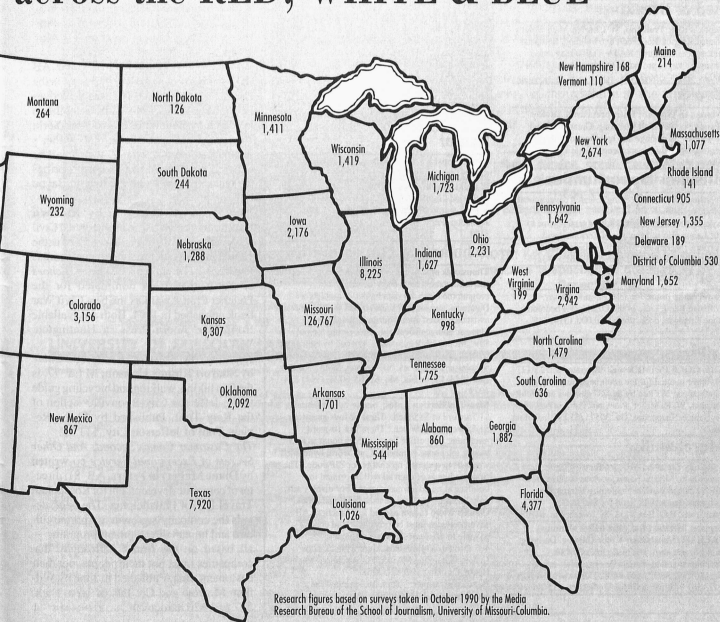 across the RED, WHITE & BLUE
Maine
214
New Hampshire 168
Vermont 110
Montana
264
North Dakota
126
Minnesota
1,411
Wisconsin
1,419
Michigan
1,723
New York
2,674
Massachusetts
1,077
Rhode Island
141
Connecticut 905
South Dakota
244
Wyoming
232
Pennsylvania
1,642
New Jersey 1,355
Delaware 189
District of Columbia 530
Maryland 1,652
Iowa
2,176
Nebraska
1,288
Illinois
8,225
Indiana
1,627
Ohio
2,231
West
Virginia
199
Virgina
2,942
Colorado
3,156
Kansas
8,307
Missouri
126,767
Kentucky
998
North Carolina
1,479
Tennessee
1,725
South Carolina
636
Oklahoma
2,092
Arkansas
1,701
New Mexico
867
Mississippi
544
Alabama
860
Georgia
1,882
Texas
7,920
Louisiana
1,026
Florida
4,377
Research figures based on surveys taken in October 1990 by the Media
Research Bureau of the School of Journalism, University of Missouri-Columbia.